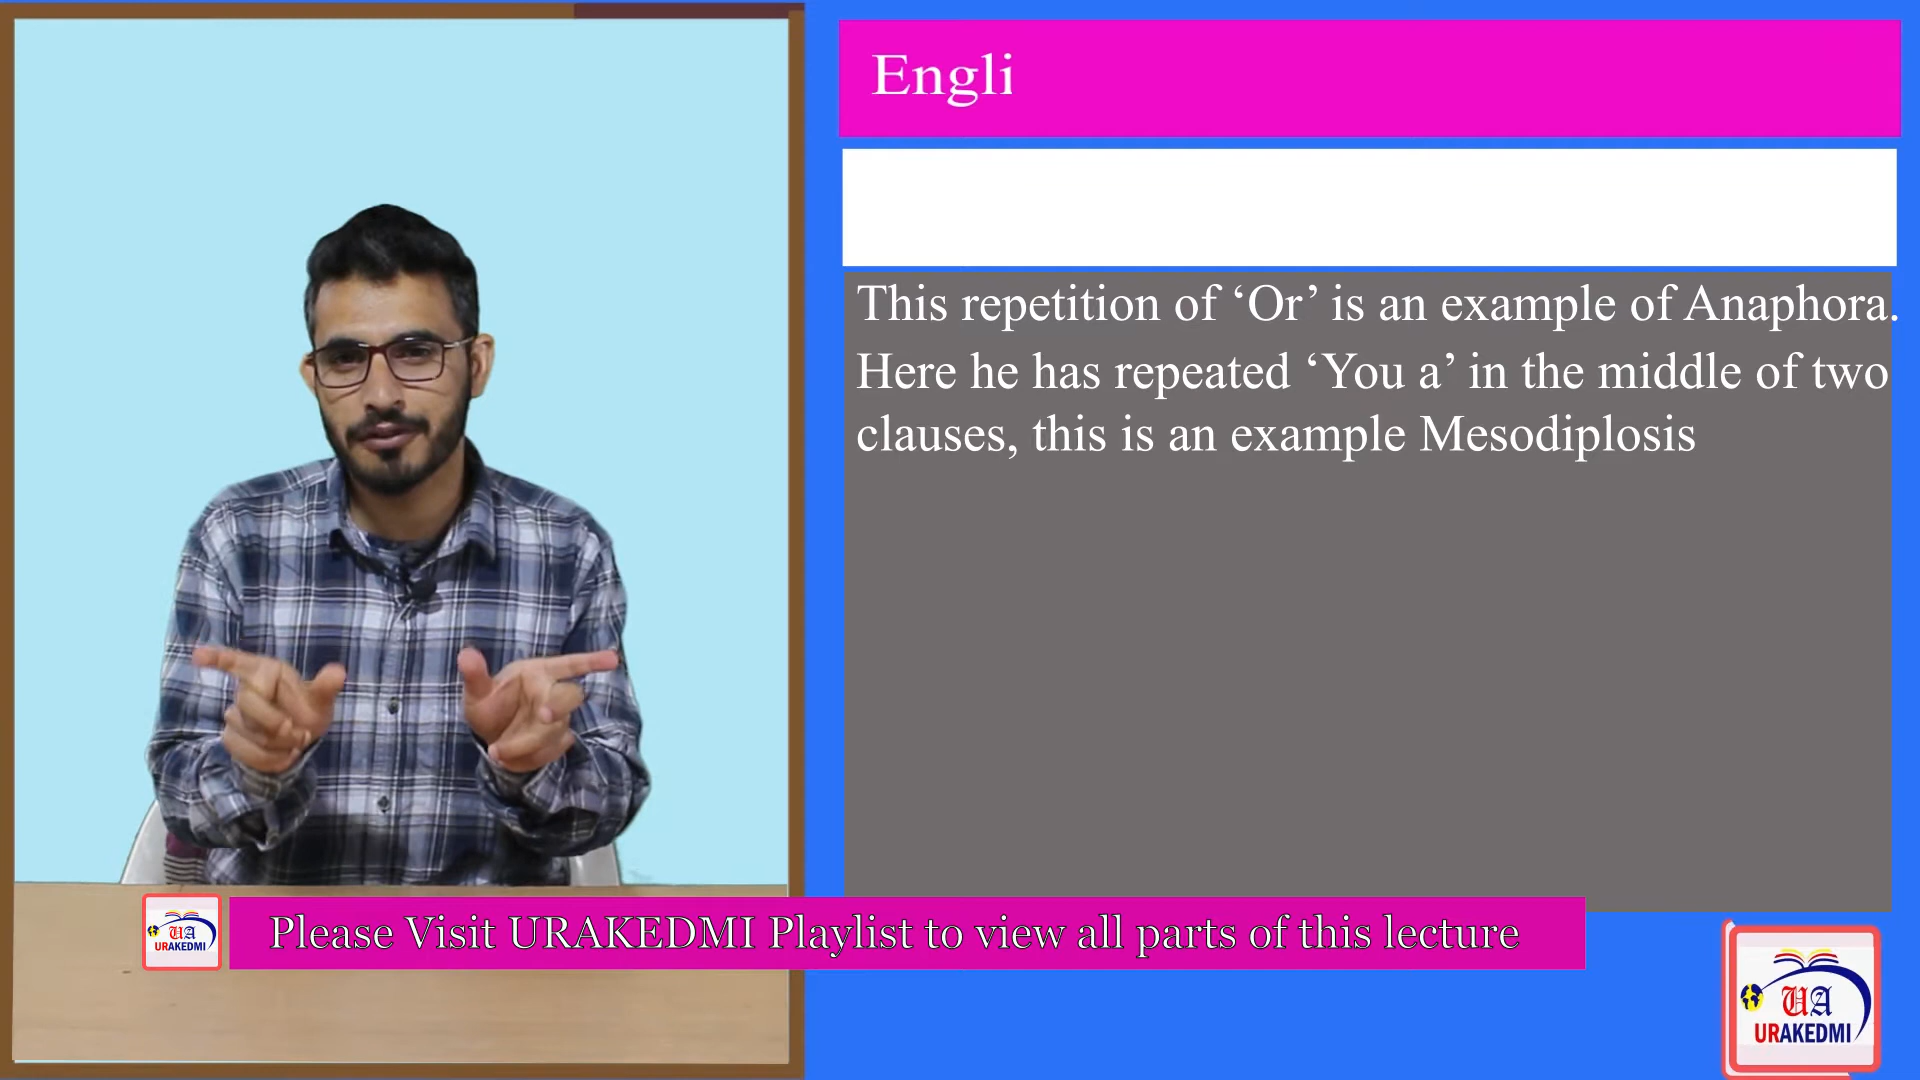 Engli
This repetition of ‘Or’ is an example of Anaphora.
Here he has repeated ‘You a’ in the middle of two
clauses, this is an example Mesodiplosis
UA
URAKEDMI
Please Visit URAKEDMI Playlist to view all parts of this lecture
UA
URAKEDMI